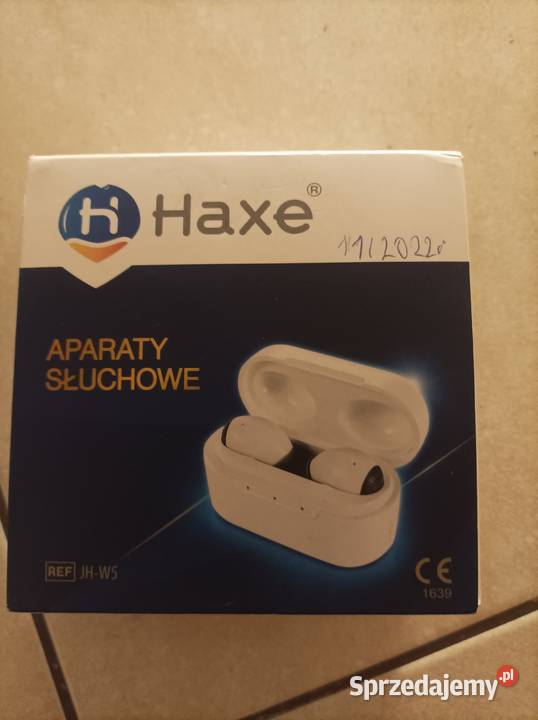 Haxe®
11/2022r
APARATY
SŁUCHOWE
REF JH-W5
CE
1639
Sprzedajemy.pl